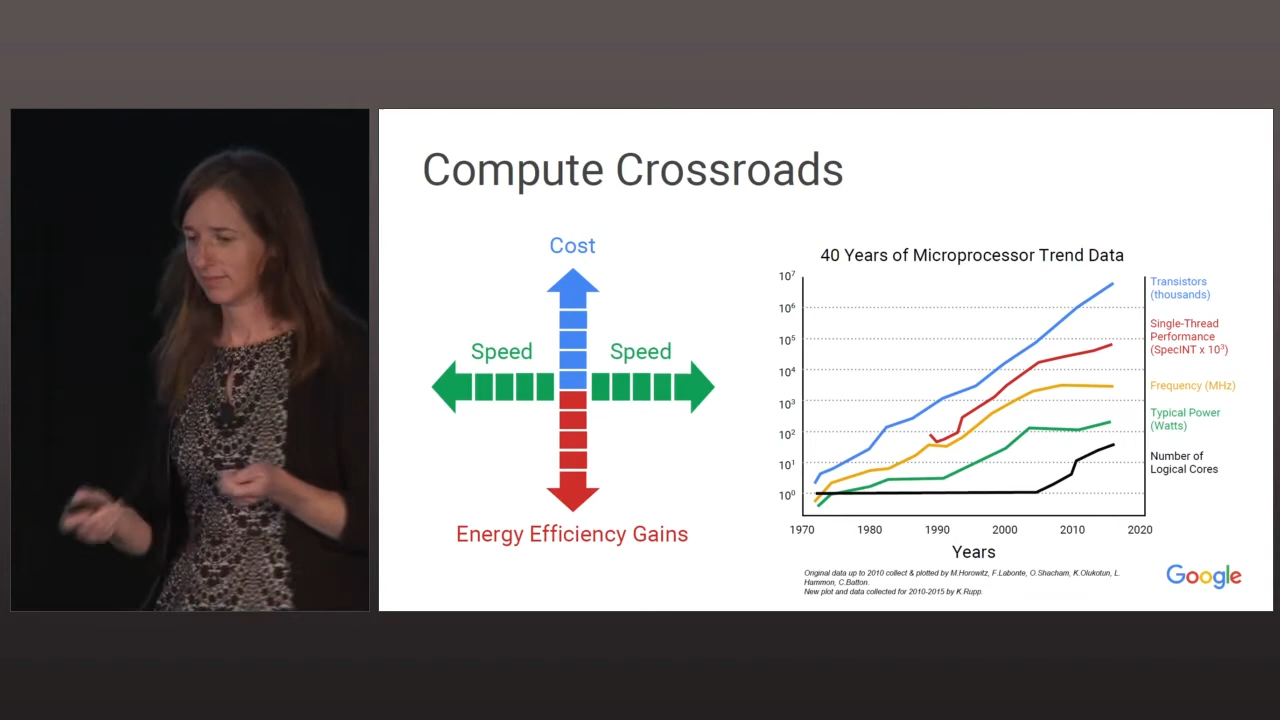 Compute Crossroads
Cost
Speed
Speed
Energy Efficiency Gains
40 Years of Microprocessor Trend Data
10⁷
10⁶
10⁵
10⁴
10³
10²
10¹
10⁰
1970
1980
1990
2000
2010
2020
Years
Transistors
(thousands)
Single-Thread
Performance
(SpecINT x 10³)
Frequency (MHz)
Typical Power
(Watts)
Number of
Logical Cores
Original data up to 2010 collect & plotted by M.Horowitz, F.Labonte, O.Shacham, K.Olukotun, L.
Hammon, C.Batton.
New plot and data collected for 2010-2015 by K.Rupp.
Google